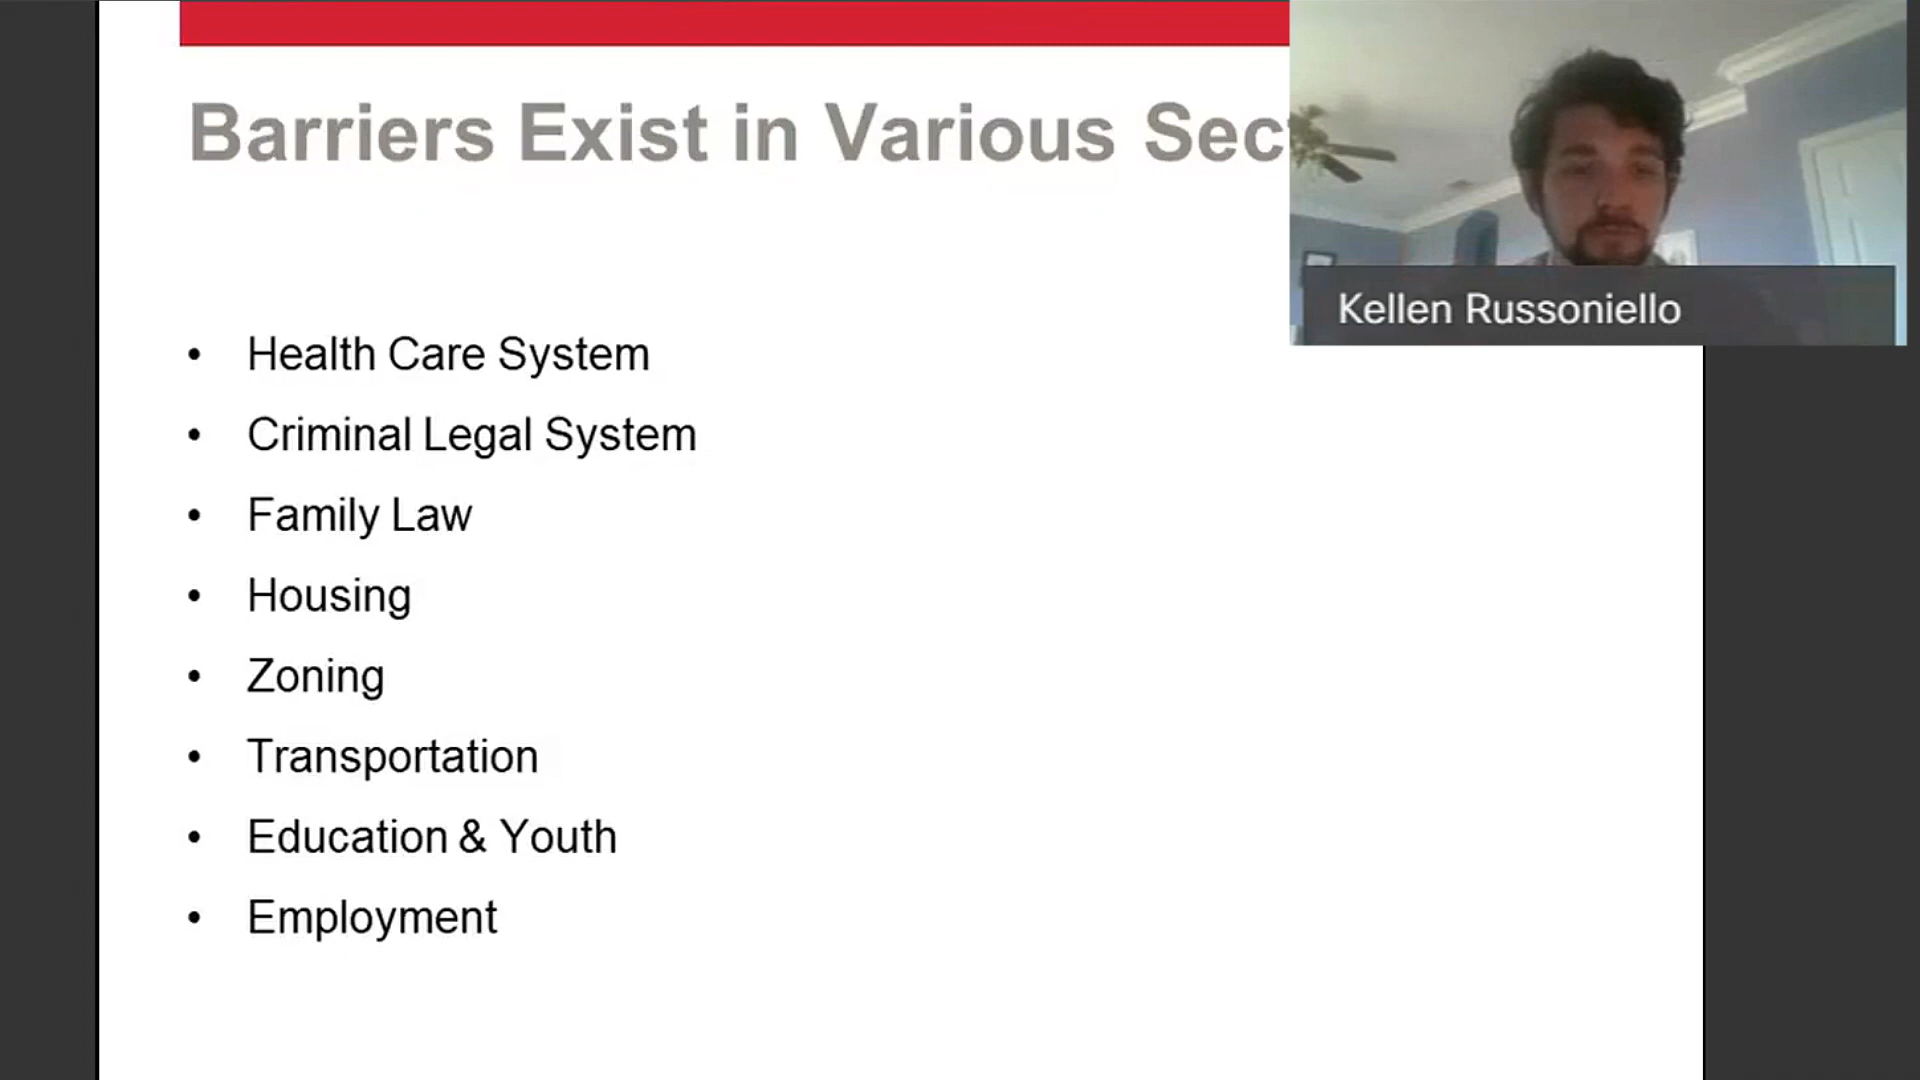 Barriers Exist in Various Sec
Kellen Russoniello
• Health Care System
• Criminal Legal System
• Family Law
• Housing
• Zoning
• Transportation
• Education & Youth
• Employment